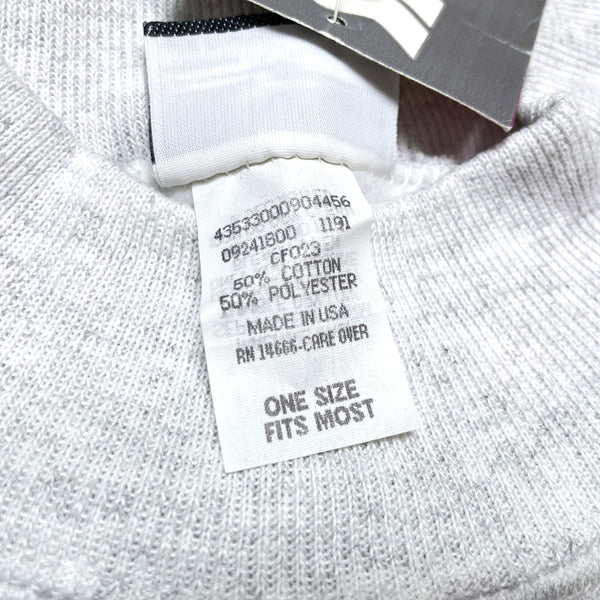 43533000904456
09241800 1191
CF023
50% COTTON
50% POLYESTER
MADE IN USA
RN 14666-CARE OVER
ONE SIZE
FITS MOST